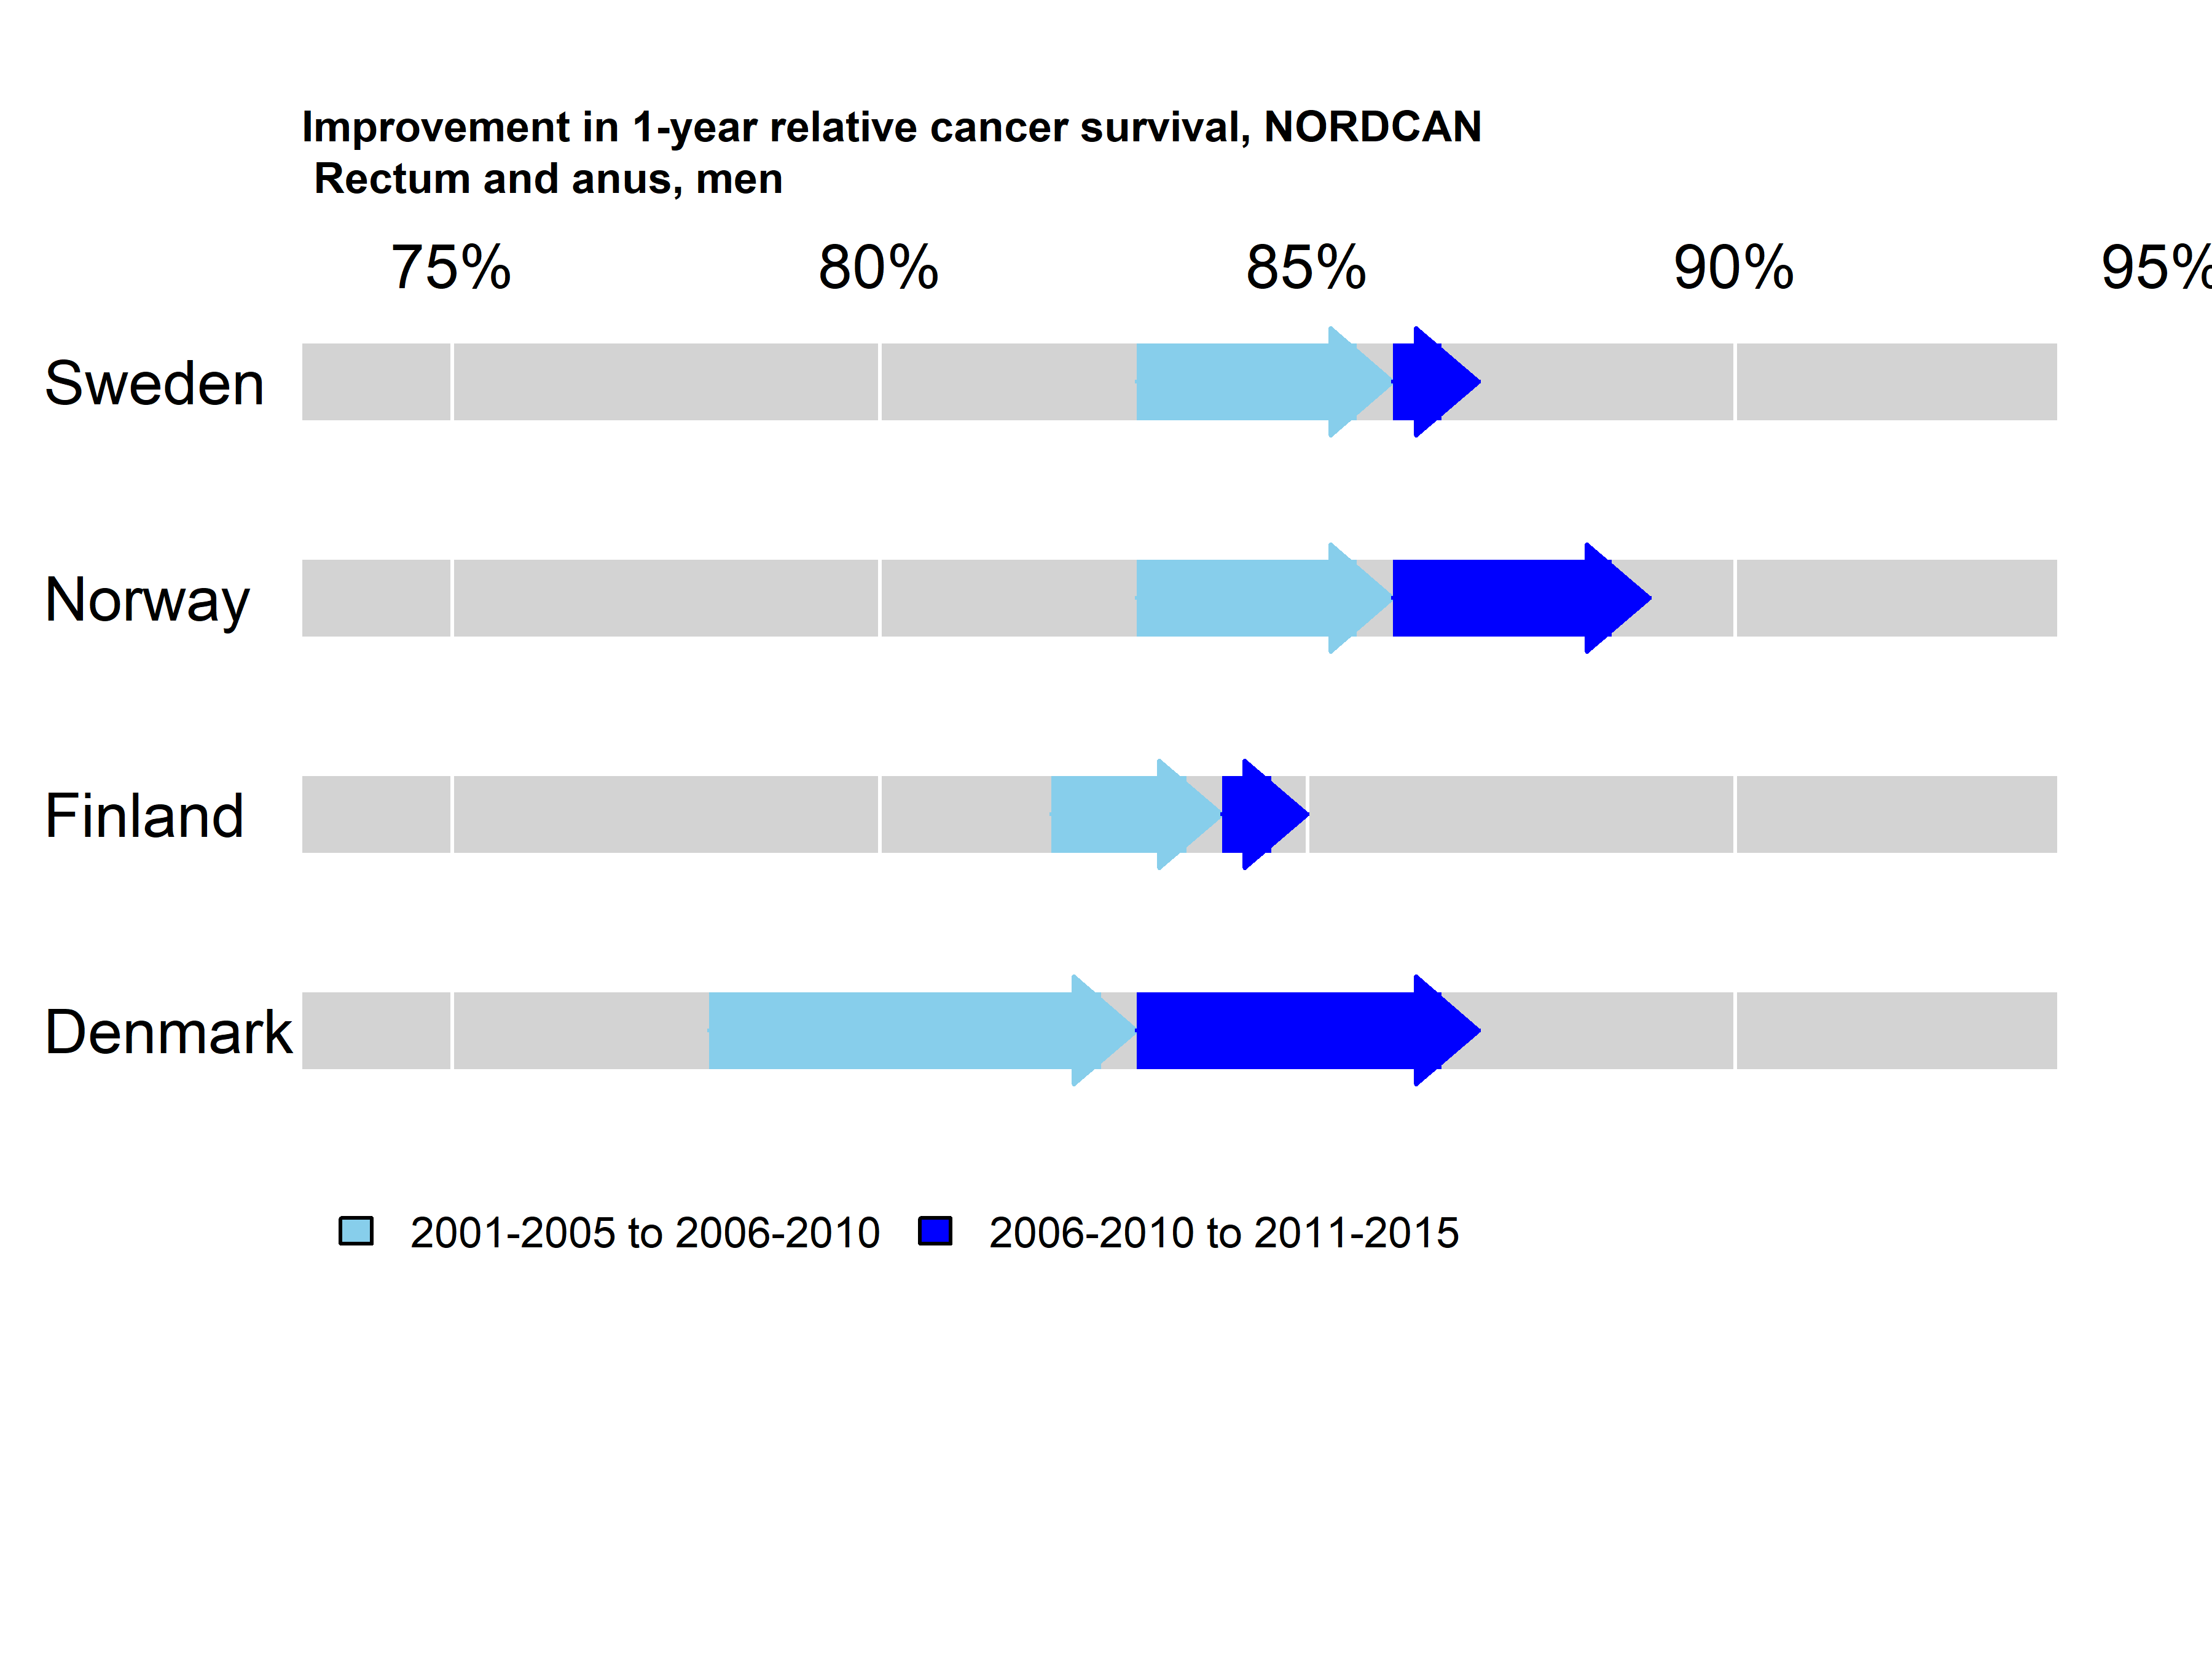 Improvement in 1-year relative cancer survival, NORDCAN
Rectum and anus, men
75% 80% 85% 90% 95%
Sweden
Norway
Finland
Denmark
2001-2005 to 2006-2010 2006-2010 to 2011-2015